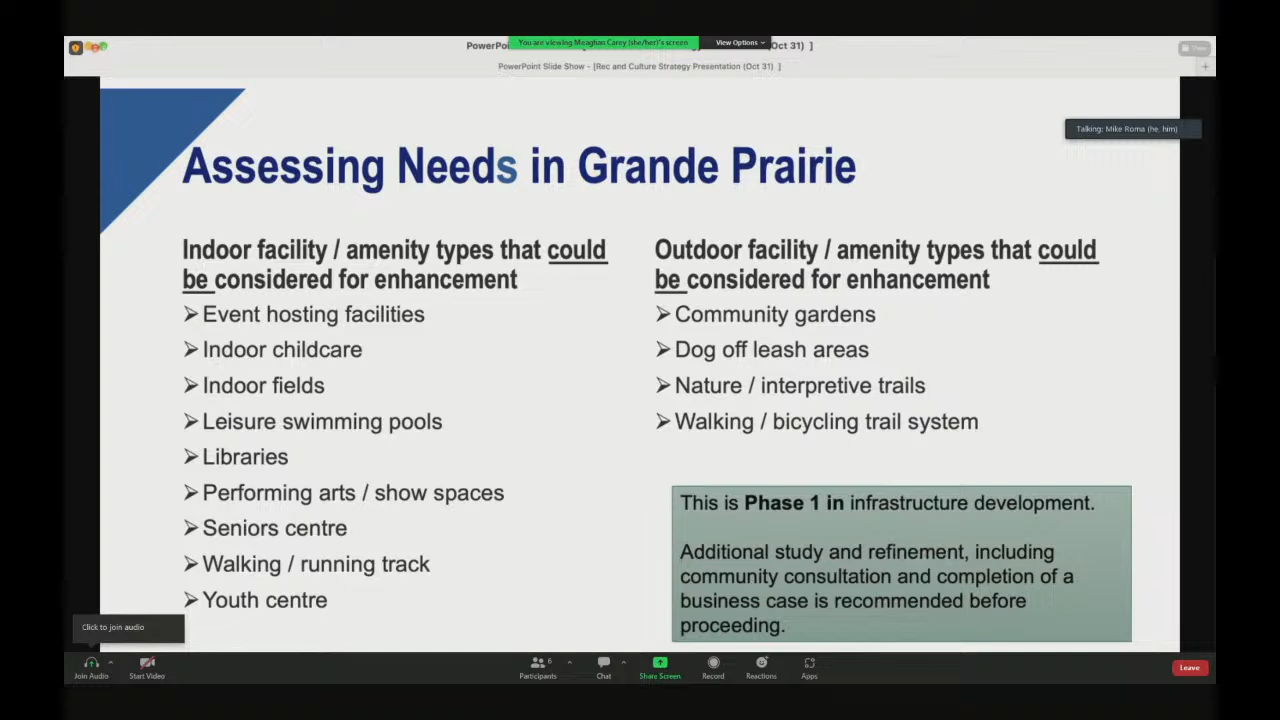 PowerPoi
You are viewing Meaghan Carey (she/her)'s screen
View Options
Oct 31) ]
View
PowerPoint Slide Show - [Rec and Culture Strategy Presentation (Oct 31) ]
Talking: Mike Roma (he, him)
Assessing Needs in Grande Prairie
Indoor facility / amenity types that could
be considered for enhancement
➢ Event hosting facilities
➢ Indoor childcare
➢ Indoor fields
➢ Leisure swimming pools
➢ Libraries
➢ Performing arts / show spaces
➢ Seniors centre
➢ Walking / running track
➢ Youth centre
Outdoor facility / amenity types that could
be considered for enhancement
➢ Community gardens
➢ Dog off leash areas
➢ Nature / interpretive trails
➢ Walking / bicycling trail system
This is Phase 1 in infrastructure development.
Additional study and refinement, including
community consultation and completion of a
business case is recommended before
proceeding.
Click to join audio
Join Audio
Start Video
6
Participants
Chat
Share Screen
Record
Reactions
Apps
Leave